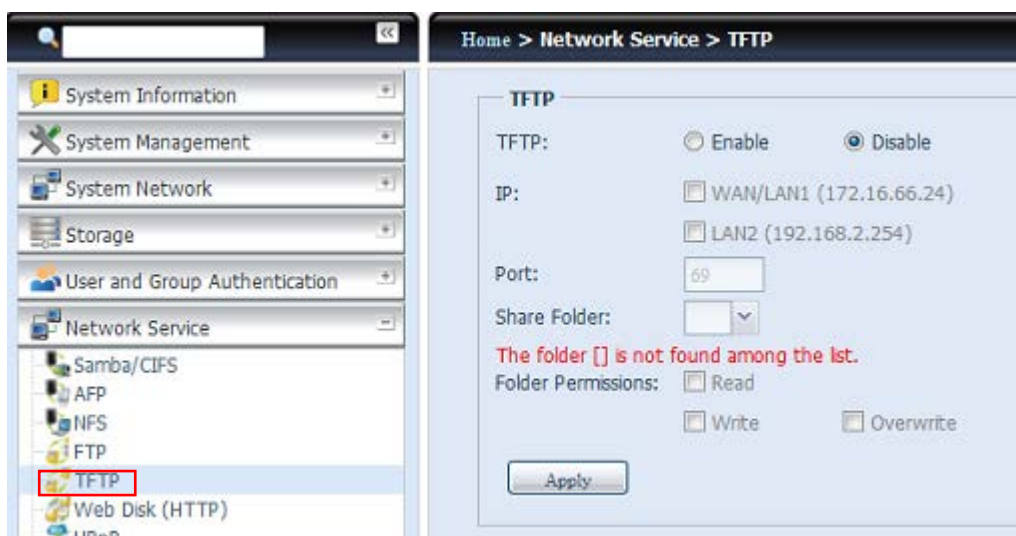 Home > Network Service > TFTP
System Information
System Management
System Network
Storage
User and Group Authentication
Network Service
Samba/CIFS
AFP
NFS
FTP
TFTP
Web Disk (HTTP)
TFTP
TFTP: Enable Disable
IP: WAN/LAN1 (172.16.66.24)
LAN2 (192.168.2.254)
Port: 69
Share Folder:
The folder [] is not found among the list.
Folder Permissions: Read
Write Overwrite
Apply